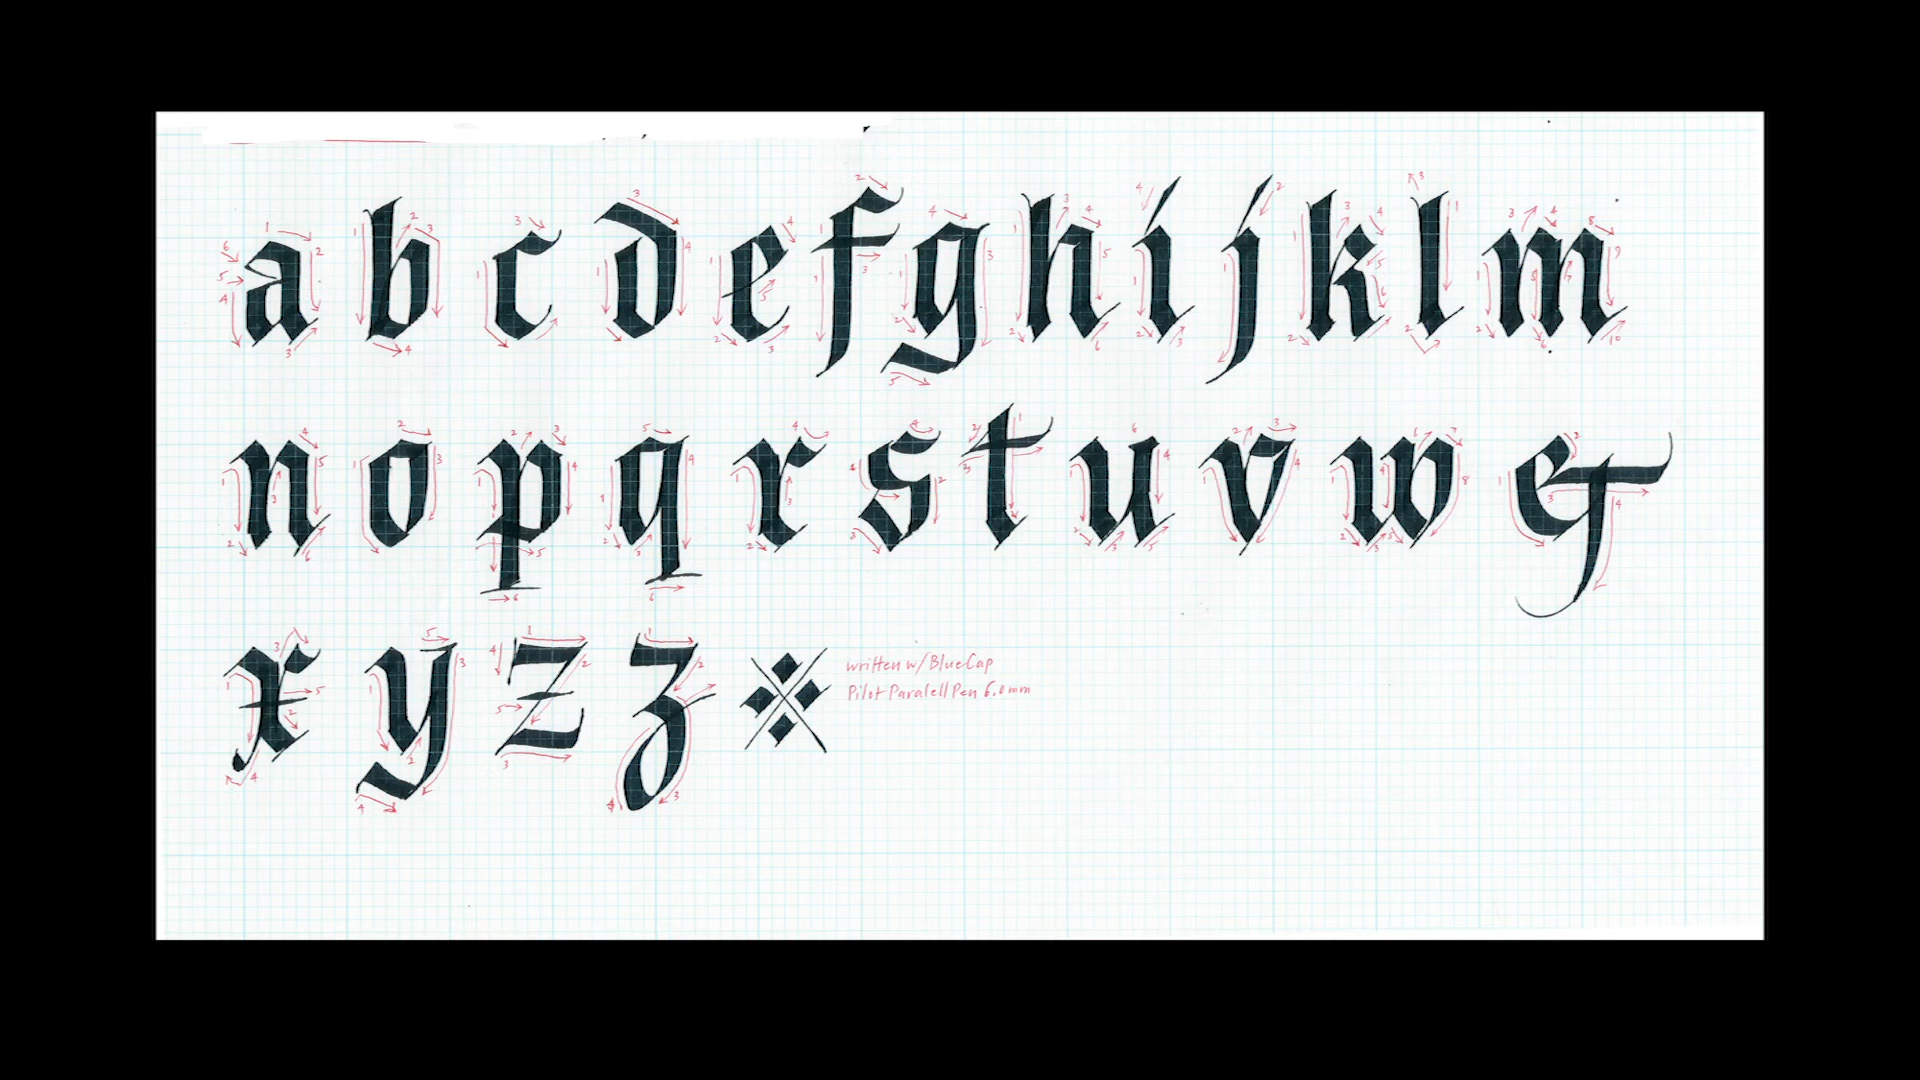 a b c d e f g h i j k l m
n o p q r s t u v w &
x y z z ※
written w/ BlueCap
Pilot Paralell Pen 6.0mm